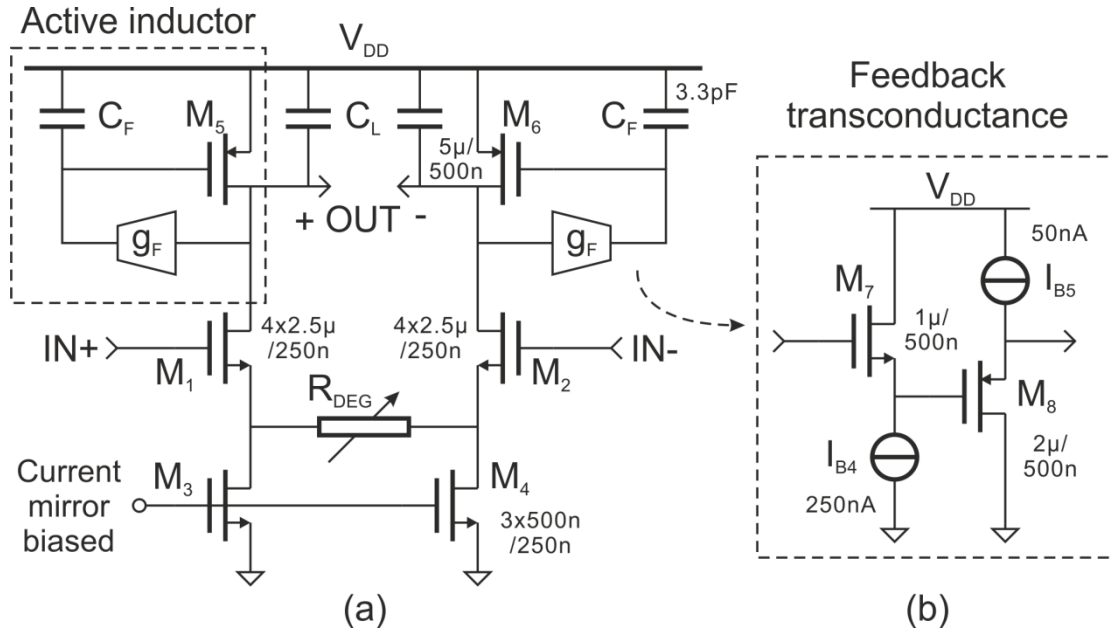 Active inductor
V_DD
C_F
M_5
C_L
M_6
C_F
3.3pF
5µ/
500n
+ OUT -
g_F
g_F
IN+
M_1
4x2.5µ
/250n
4x2.5µ
/250n
M_2
IN-
R_DEG
Current
mirror
biased
M_3
M_4
3x500n
/250n
(a)
Feedback
transconductance
V_DD
50nA
I_B5
M_7
1µ/
500n
M_8
I_B4
250nA
2µ/
500n
(b)